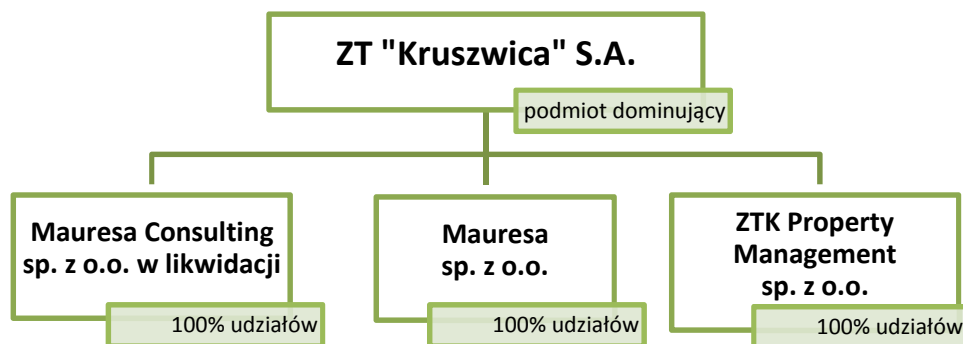 ZT "Kruszwica" S.A.
podmiot dominujący
Mauresa Consulting
sp. z o.o. w likwidacji
100% udziałów
Mauresa
sp. z o.o.
100% udziałów
ZTK Property
Management
sp. z o.o.
100% udziałów